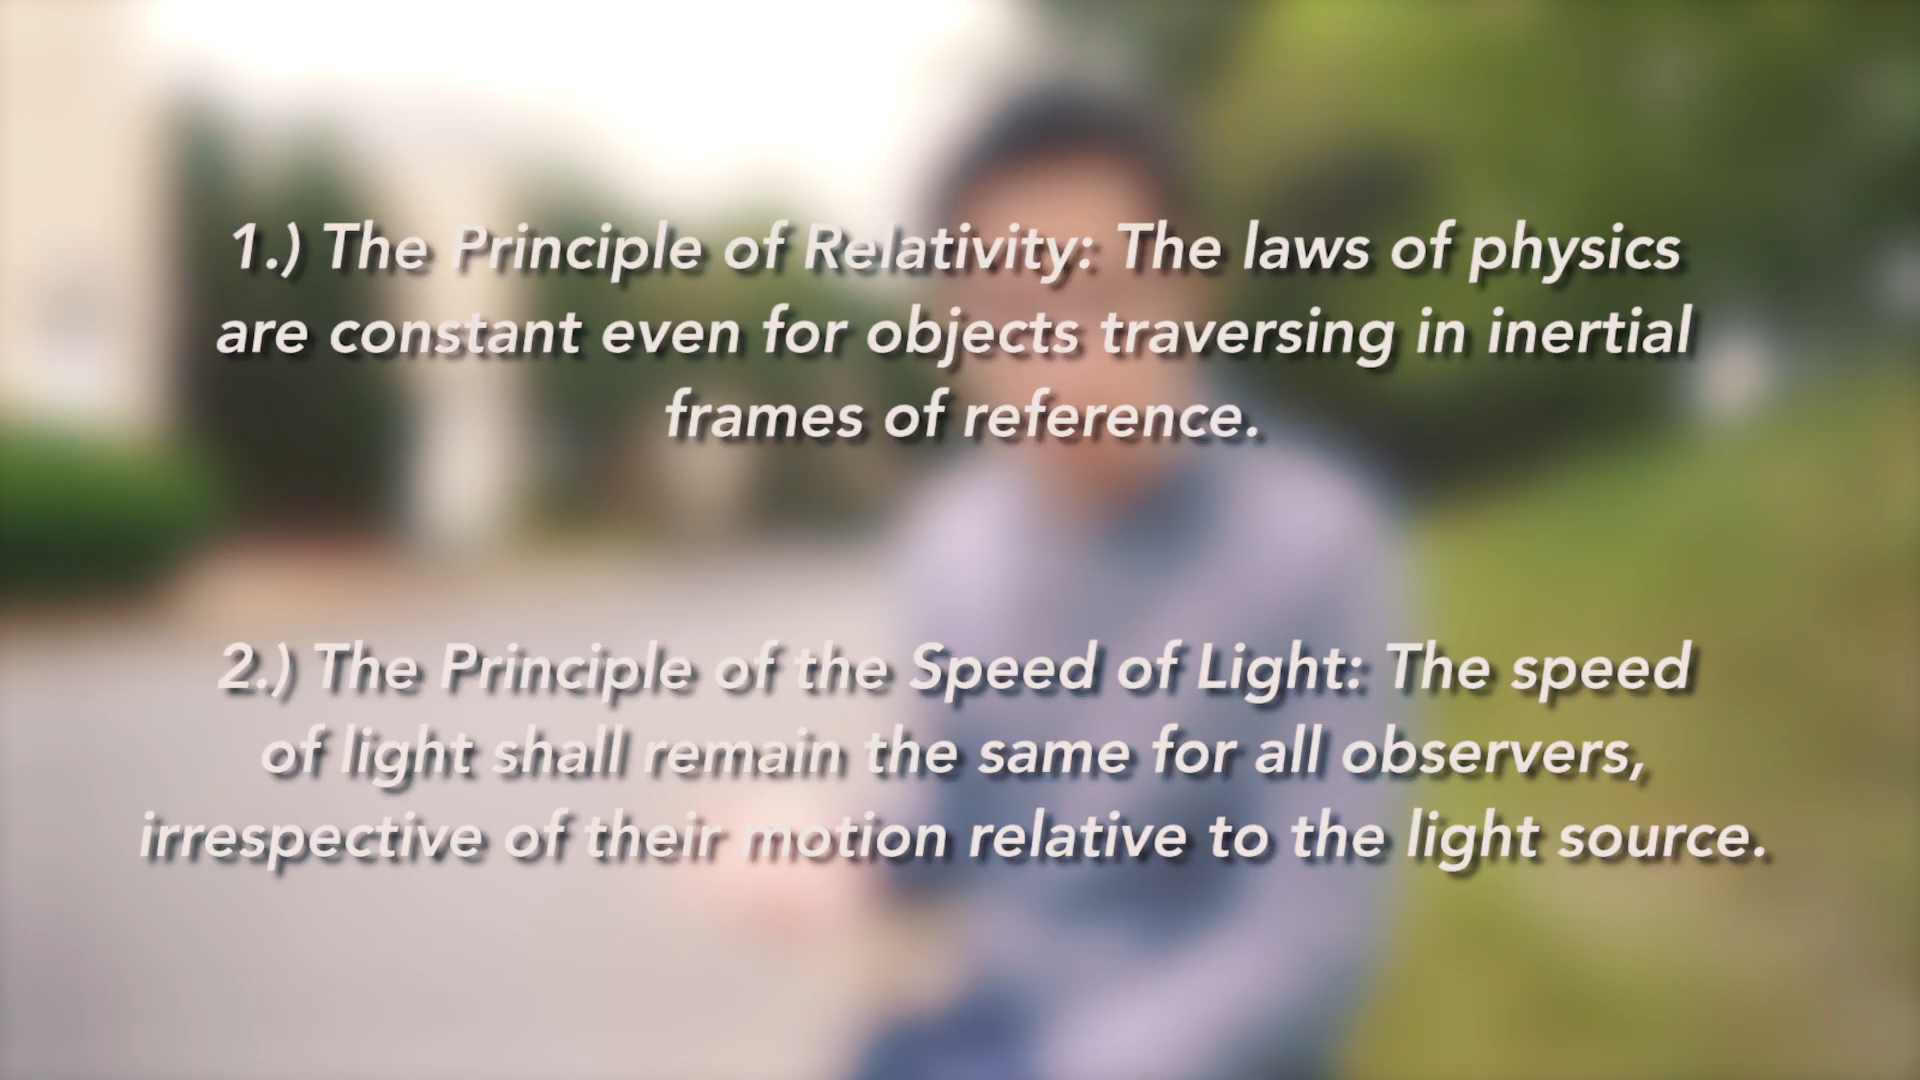 1.) The Principle of Relativity: The laws of physics
are constant even for objects traversing in inertial
frames of reference.
2.) The Principle of the Speed of Light: The speed
of light shall remain the same for all observers,
irrespective of their motion relative to the light source.